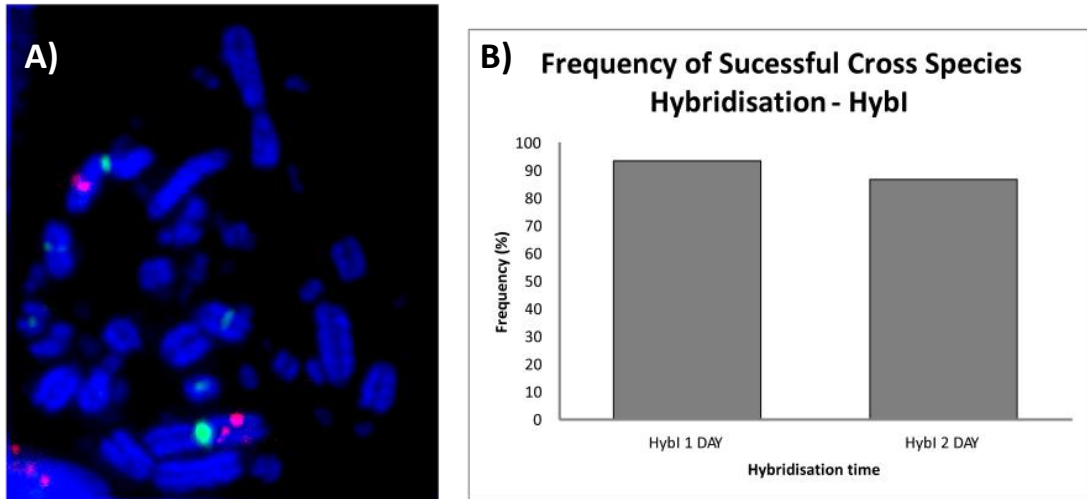 A)
B)
Frequency of Sucessful Cross Species
Hybridisation - HybI
100
90
80
70
60
50
40
30
20
10
0
Frequency (%)
HybI 1 DAY
HybI 2 DAY
Hybridisation time